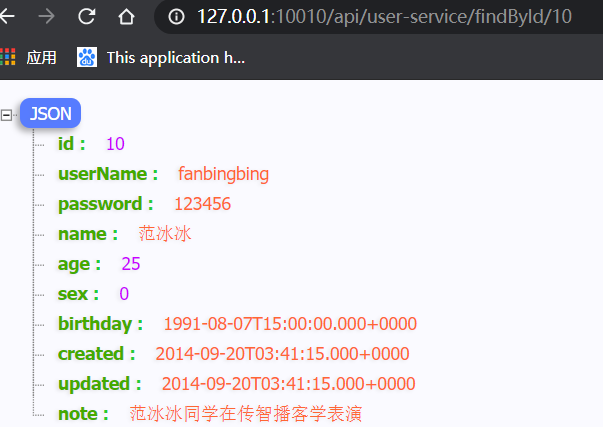 127.0.0.1:10010/api/user-service/findById/10
应用 This application h...
JSON
id : 10
userName : fanbingbing
password : 123456
name : 范冰冰
age : 25
sex : 0
birthday : 1991-08-07T15:00:00.000+0000
created : 2014-09-20T03:41:15.000+0000
updated : 2014-09-20T03:41:15.000+0000
note : 范冰冰同学在传智播客学表演